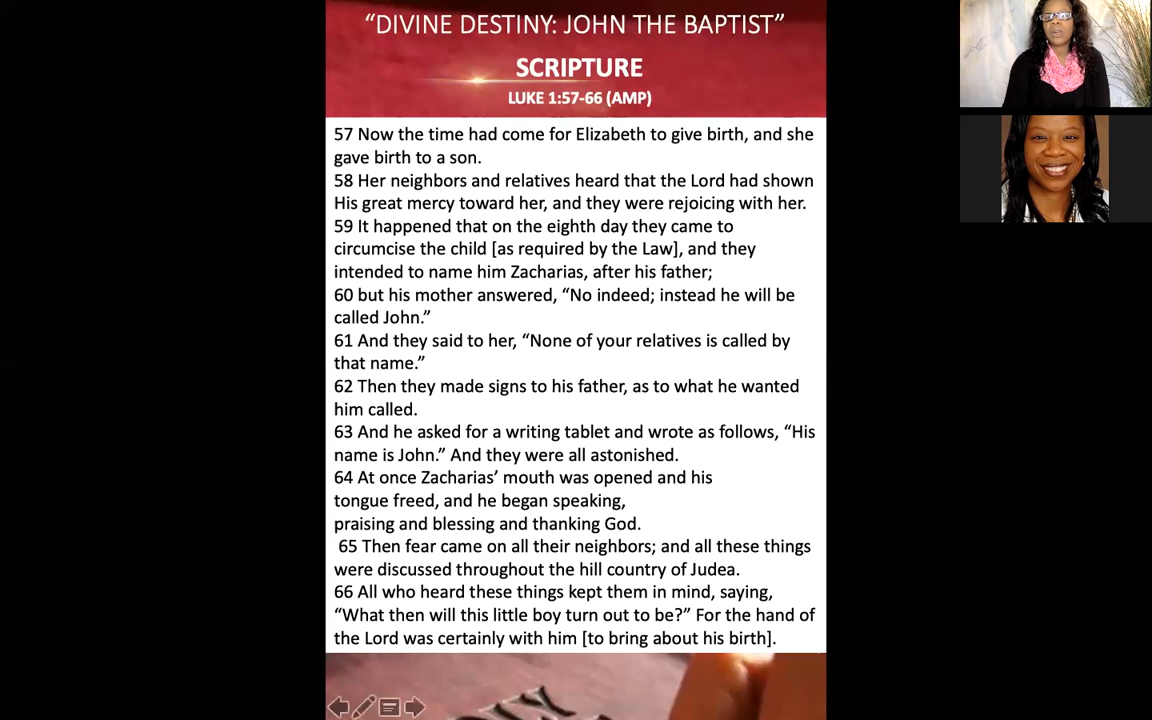 “DIVINE DESTINY: JOHN THE BAPTIST”
SCRIPTURE
LUKE 1:57-66 (AMP)
57 Now the time had come for Elizabeth to give birth, and she
gave birth to a son.
58 Her neighbors and relatives heard that the Lord had shown
His great mercy toward her, and they were rejoicing with her.
59 It happened that on the eighth day they came to
circumcise the child [as required by the Law], and they
intended to name him Zacharias, after his father;
60 but his mother answered, “No indeed; instead he will be
called John.”
61 And they said to her, “None of your relatives is called by
that name.”
62 Then they made signs to his father, as to what he wanted
him called.
63 And he asked for a writing tablet and wrote as follows, “His
name is John.” And they were all astonished.
64 At once Zacharias’ mouth was opened and his
tongue freed, and he began speaking,
praising and blessing and thanking God.
65 Then fear came on all their neighbors; and all these things
were discussed throughout the hill country of Judea.
66 All who heard these things kept them in mind, saying,
“What then will this little boy turn out to be?” For the hand of
the Lord was certainly with him [to bring about his birth].